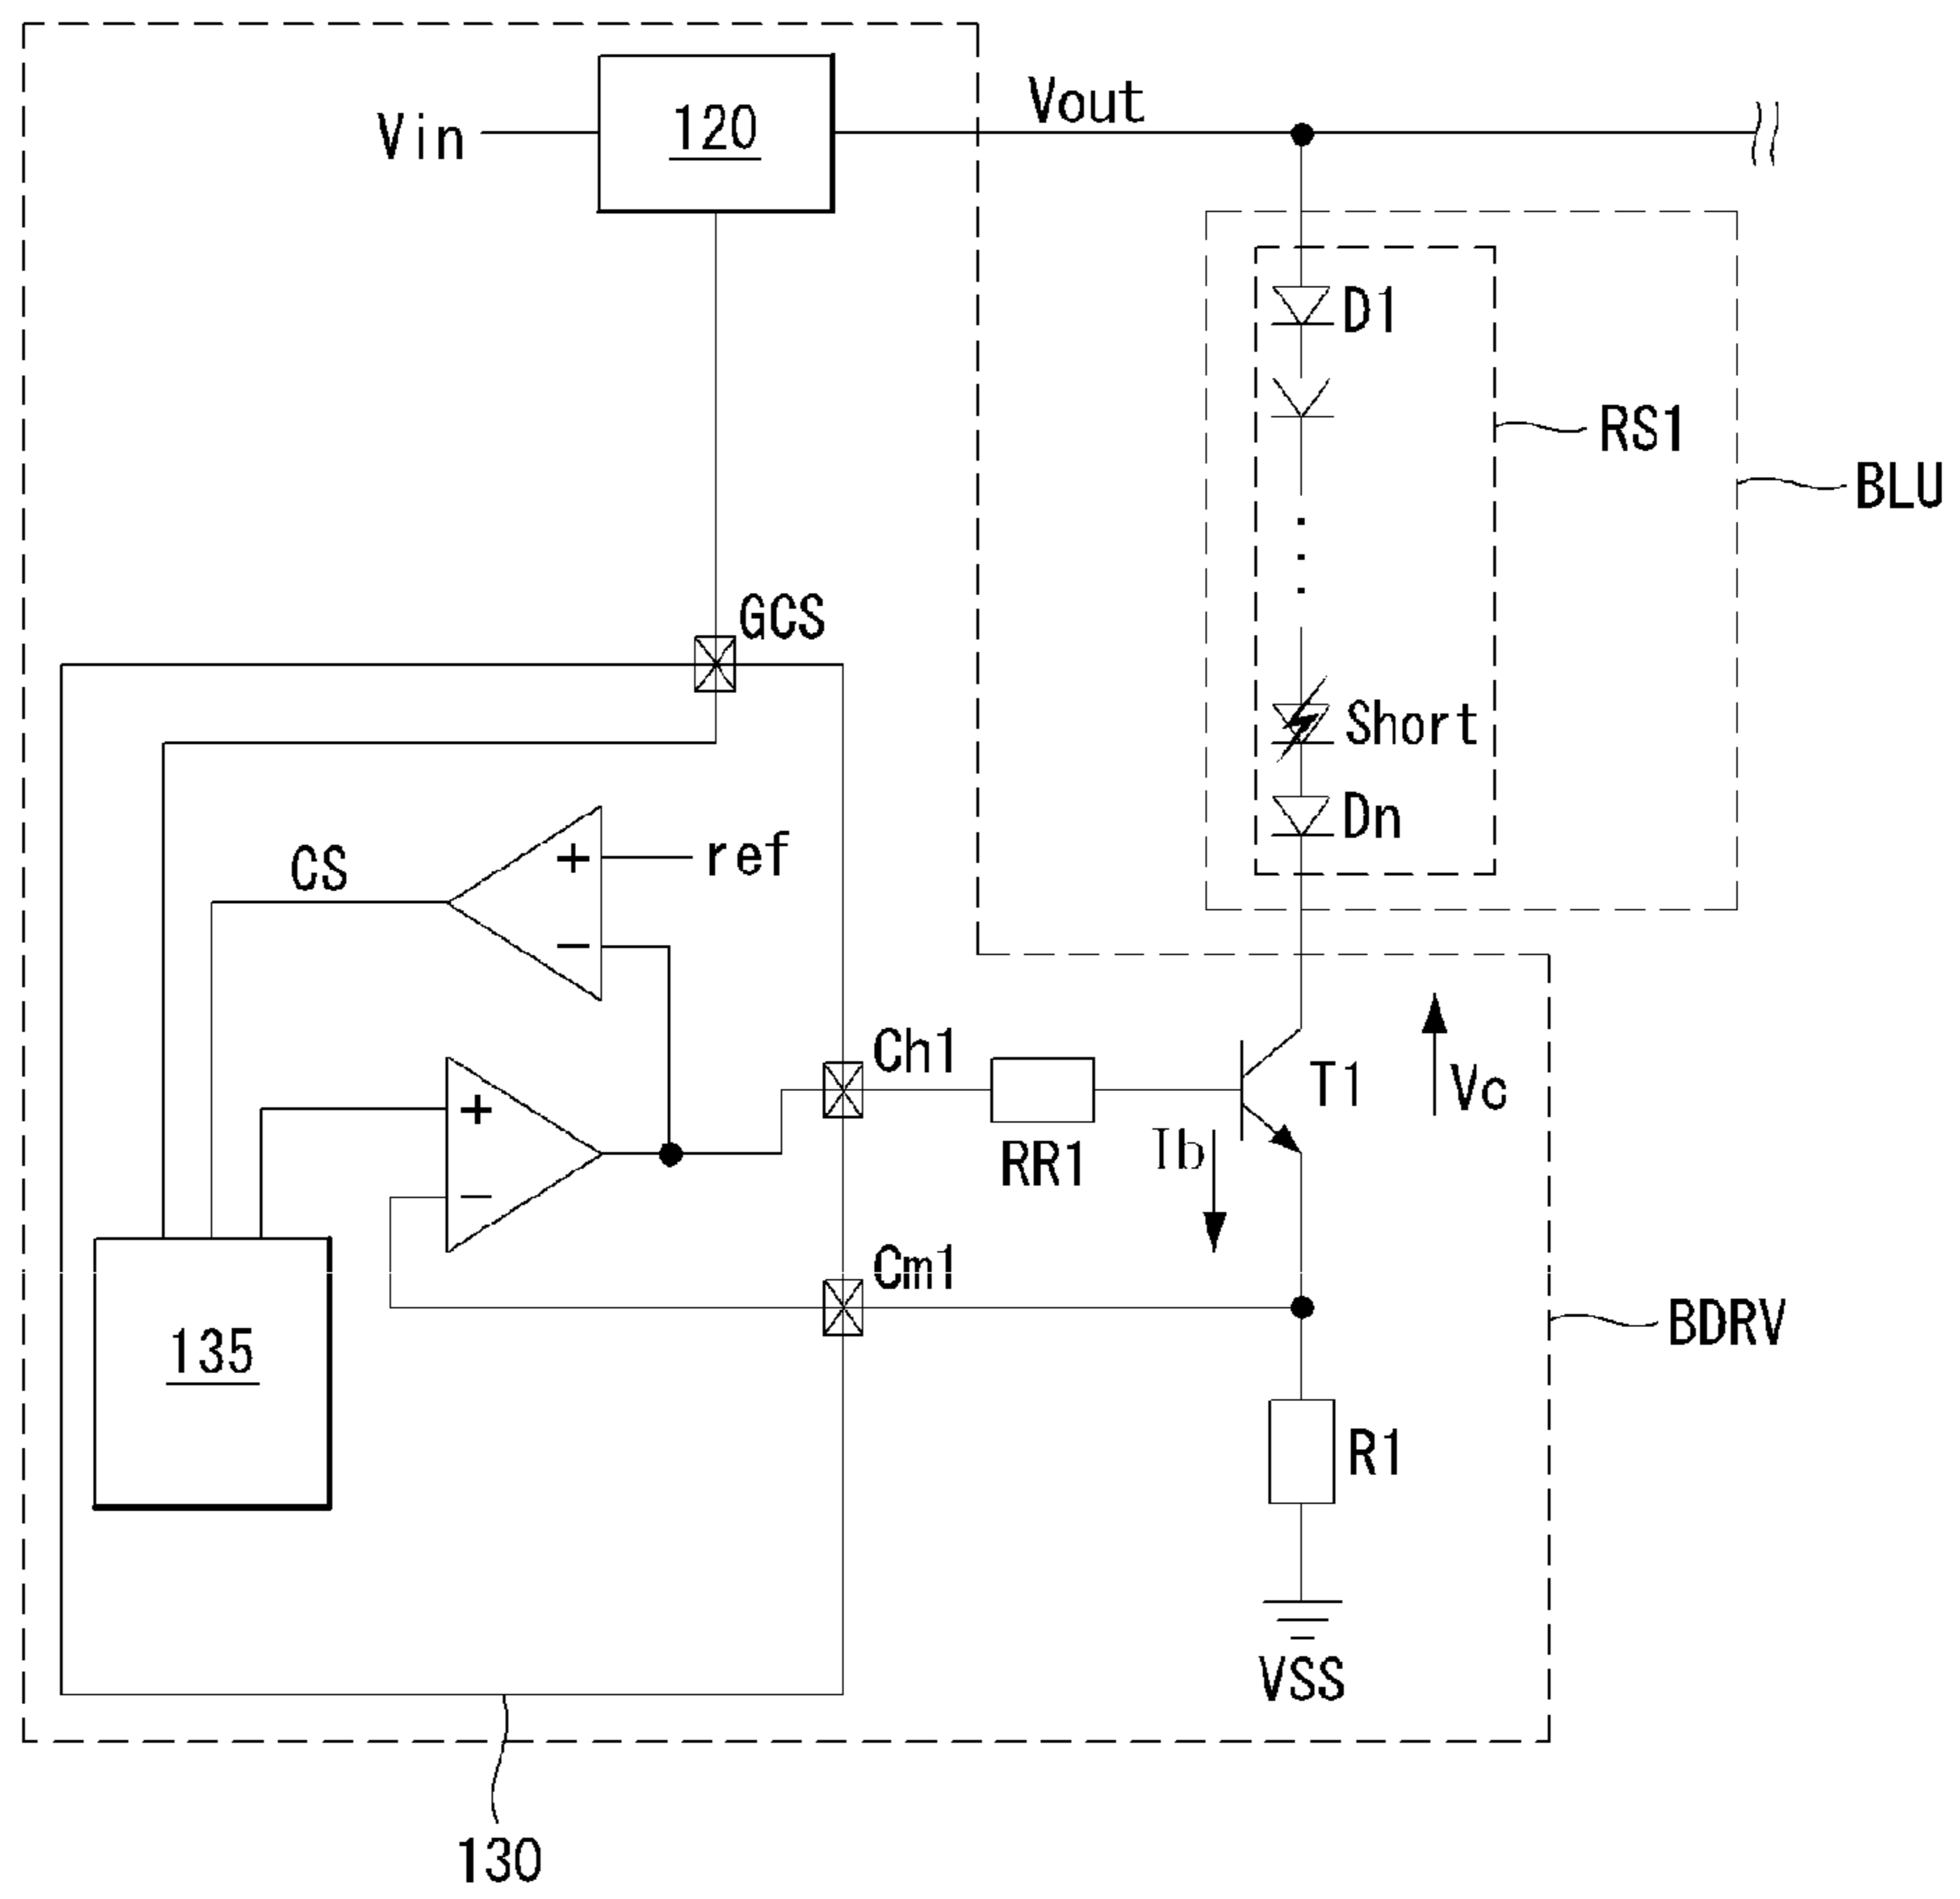 Vin
120
Vout
D1
RS1
BLU
GCS
Short
Dn
ref
+
CS
−
Ch1
T1
Vc
+
RR1
Ib
−
Cm1
135
BDRV
R1
VSS
130